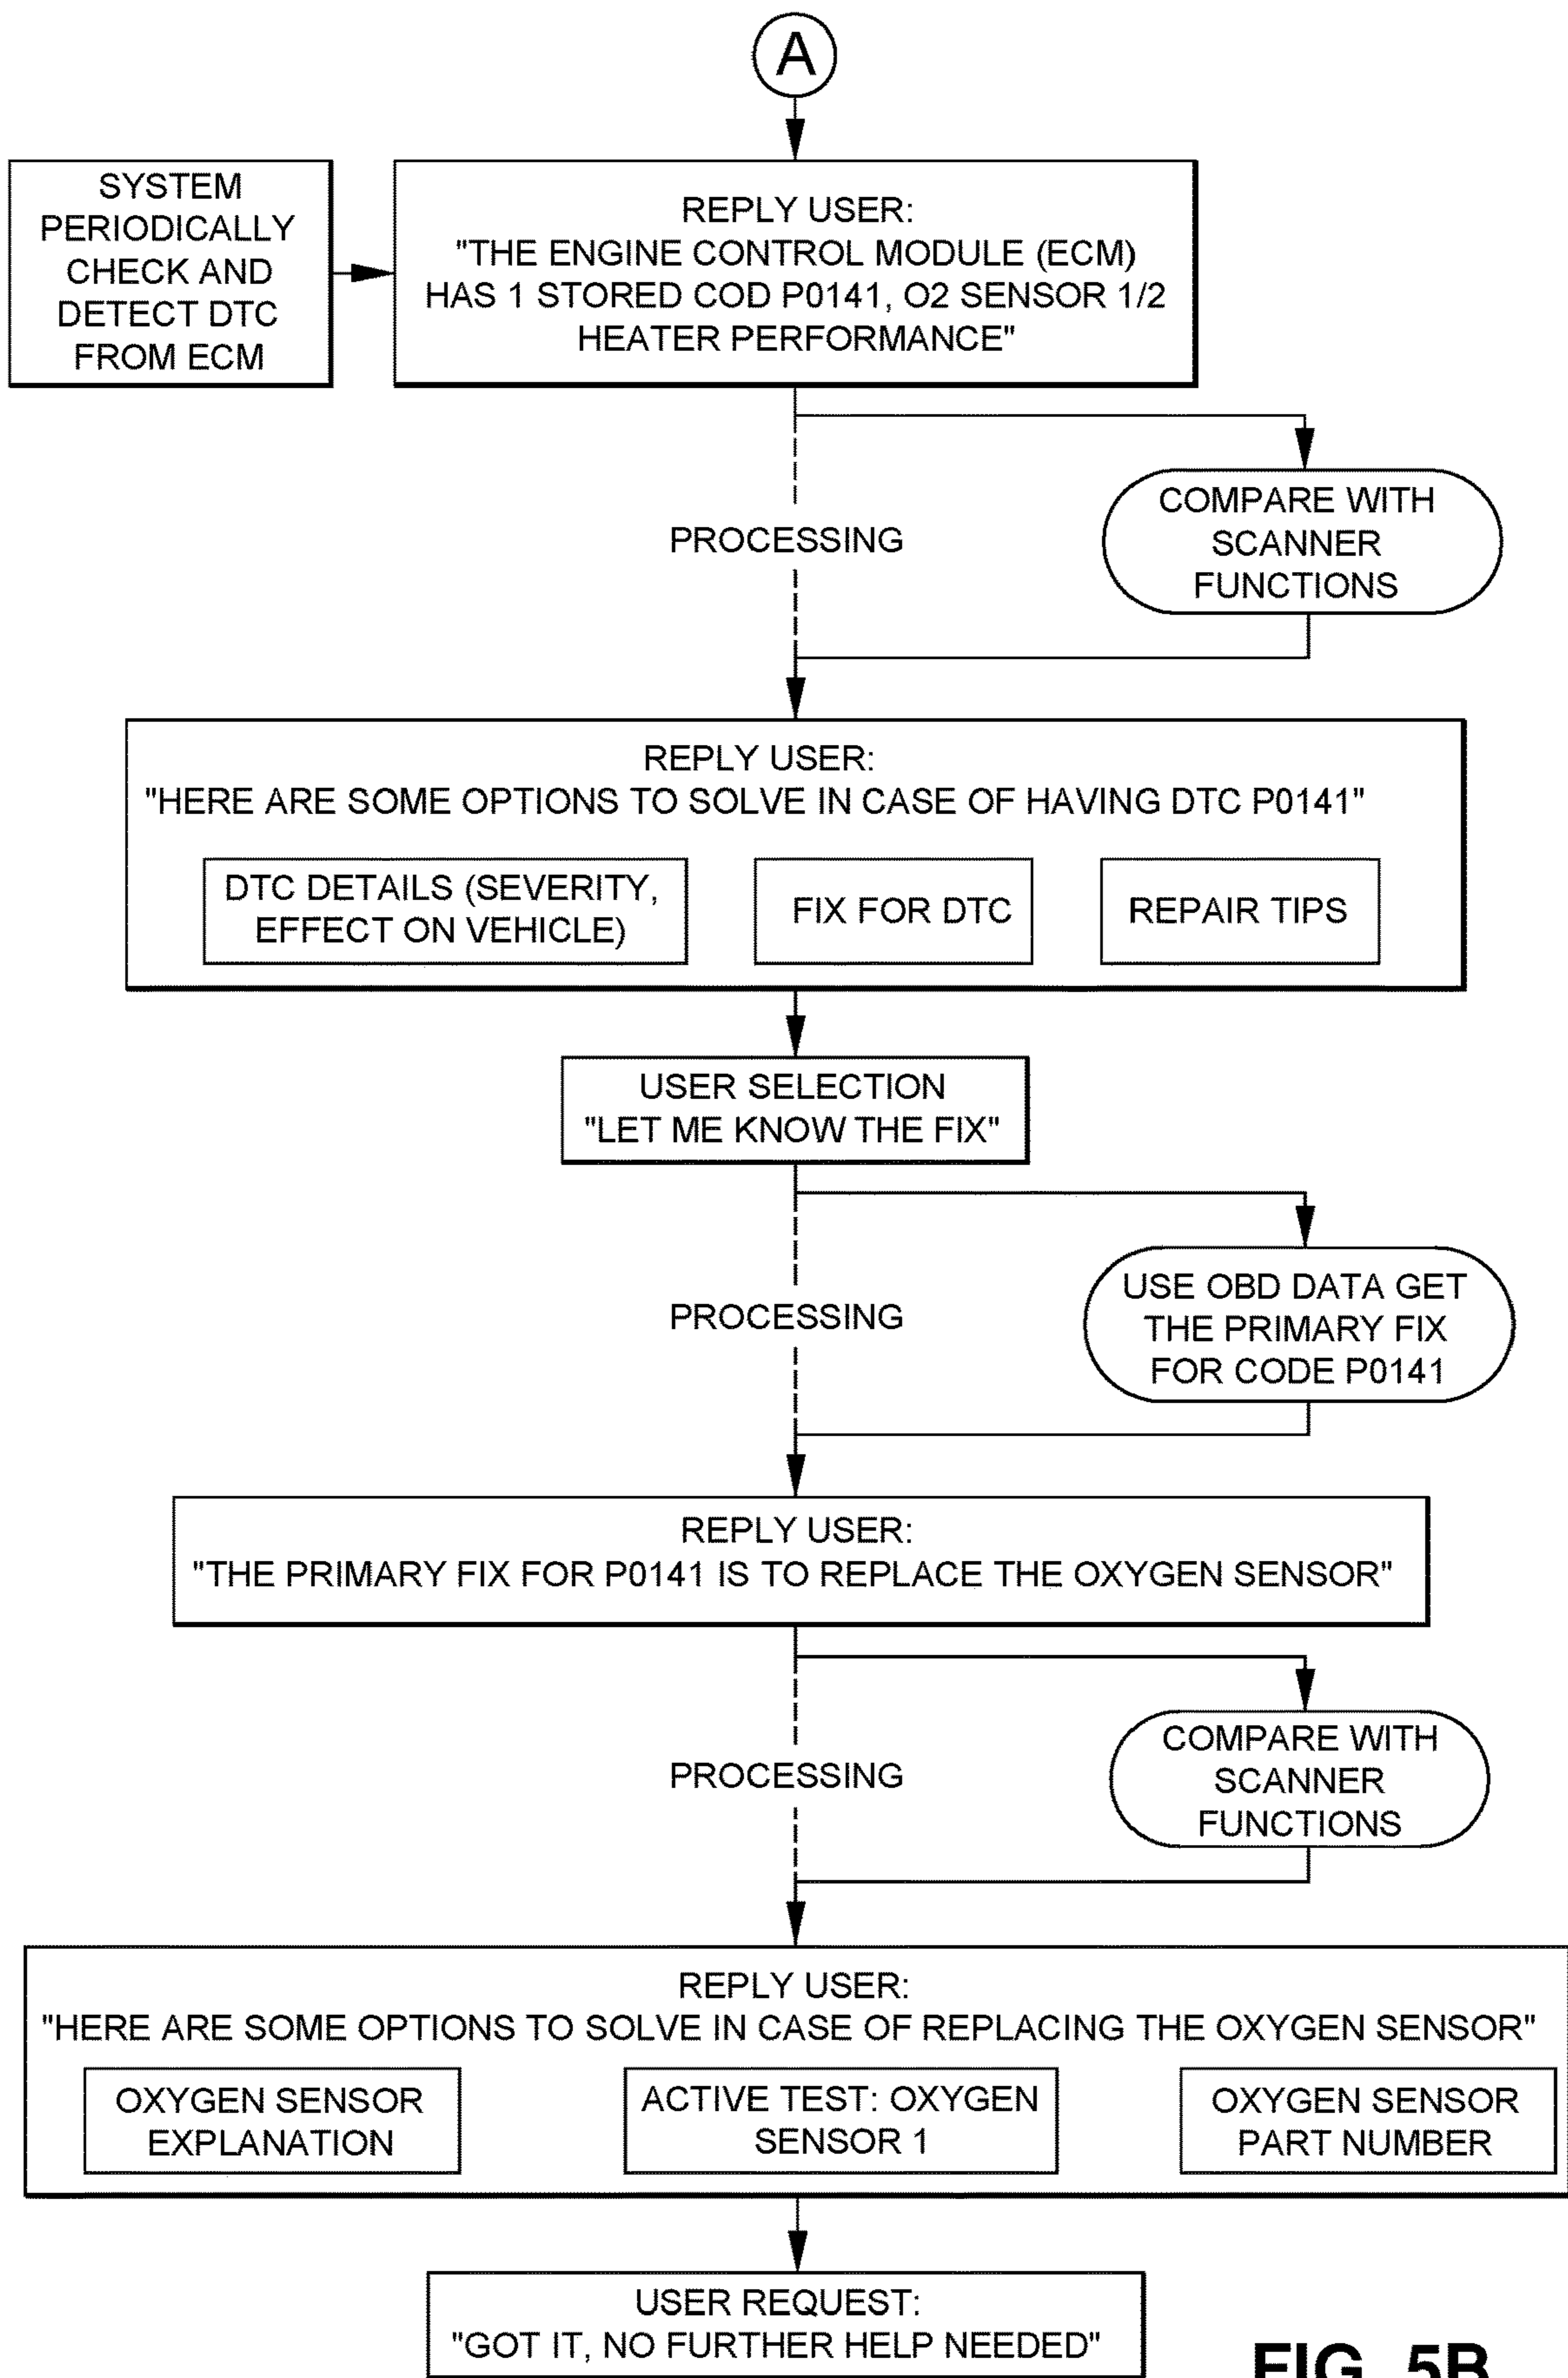 A
SYSTEM
PERIODICALLY
CHECK AND
DETECT DTC
FROM ECM
REPLY USER:
"THE ENGINE CONTROL MODULE (ECM)
HAS 1 STORED COD P0141, O2 SENSOR 1/2
HEATER PERFORMANCE"
PROCESSING
COMPARE WITH
SCANNER
FUNCTIONS
REPLY USER:
"HERE ARE SOME OPTIONS TO SOLVE IN CASE OF HAVING DTC P0141"
DTC DETAILS (SEVERITY,
EFFECT ON VEHICLE)
FIX FOR DTC
REPAIR TIPS
USER SELECTION
"LET ME KNOW THE FIX"
PROCESSING
USE OBD DATA GET
THE PRIMARY FIX
FOR CODE P0141
REPLY USER:
"THE PRIMARY FIX FOR P0141 IS TO REPLACE THE OXYGEN SENSOR"
PROCESSING
COMPARE WITH
SCANNER
FUNCTIONS
REPLY USER:
"HERE ARE SOME OPTIONS TO SOLVE IN CASE OF REPLACING THE OXYGEN SENSOR"
OXYGEN SENSOR
EXPLANATION
ACTIVE TEST: OXYGEN
SENSOR 1
OXYGEN SENSOR
PART NUMBER
USER REQUEST:
"GOT IT, NO FURTHER HELP NEEDED"
FIG. 5B